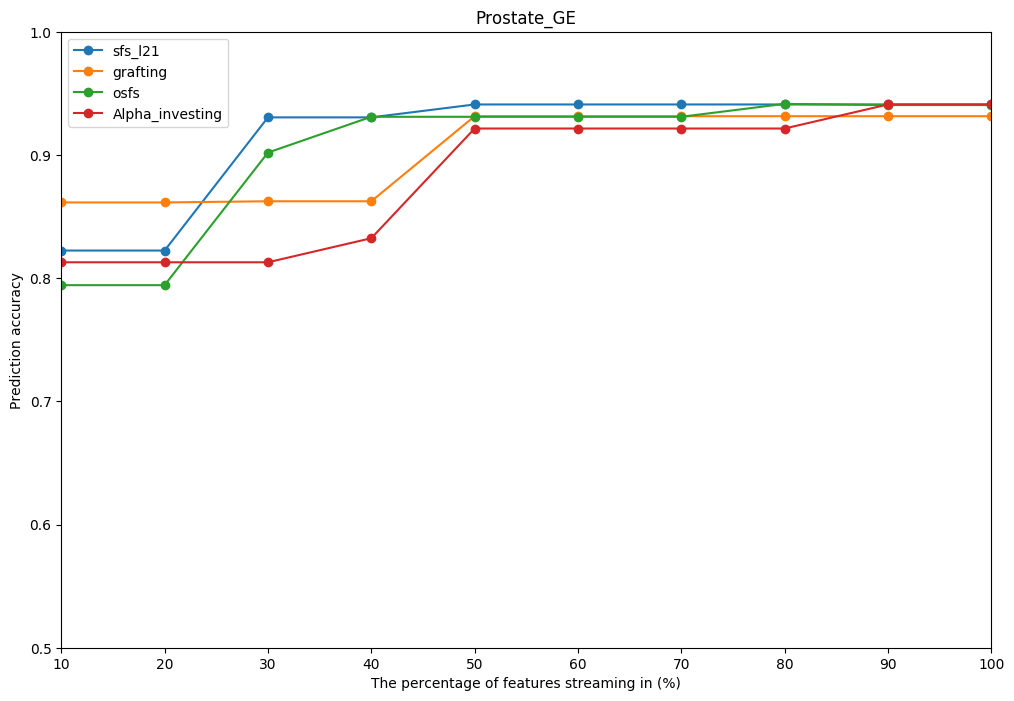 Prostate_GE
sfs_l21
grafting
osfs
Alpha_investing
1.0
0.9
0.8
0.7
0.6
0.5
Prediction accuracy
10 20 30 40 50 60 70 80 90 100
The percentage of features streaming in (%)